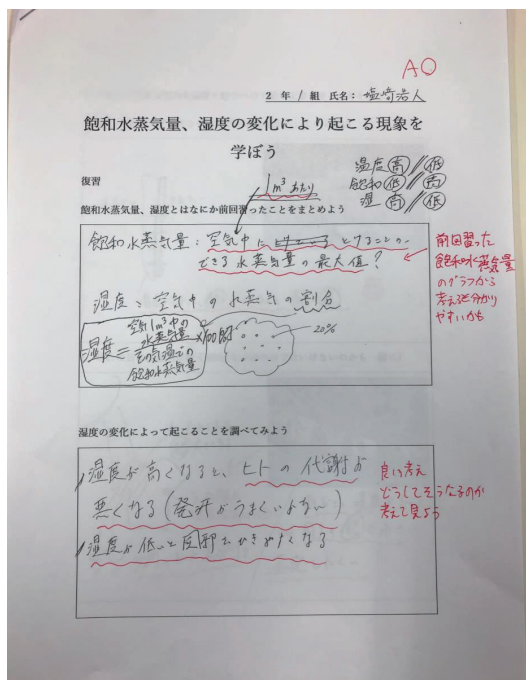 AO
2 年 1 組 氏名：塩崎浩人
飽和水蒸気量、湿度の変化により起こる現象を
学ぼう
温度 高 // 低
飽和 低 // 高
湿 高 // 低
復習
1m³あたり
飽和水蒸気量、湿度とはなにか前回習ったことをまとめよう
飽和水蒸気量：空気中に とけることの
できる水蒸気量の最大値？
前回習った
飽和水蒸気量
のグラフから
考えると分かり
やすいかも
湿度：空気中の水蒸気の割合
湿度＝空気1m³中の水蒸気量
その気温での飽和水蒸気量
×100
20%
湿度の変化によって起こることを調べてみよう
湿度が高くなると、ヒトの代謝が
悪くなる（発汗がうまくいかない）
湿度が低いと風邪をひきやすくなる
良い考え
どうしてそうなるのか
考えて見よう